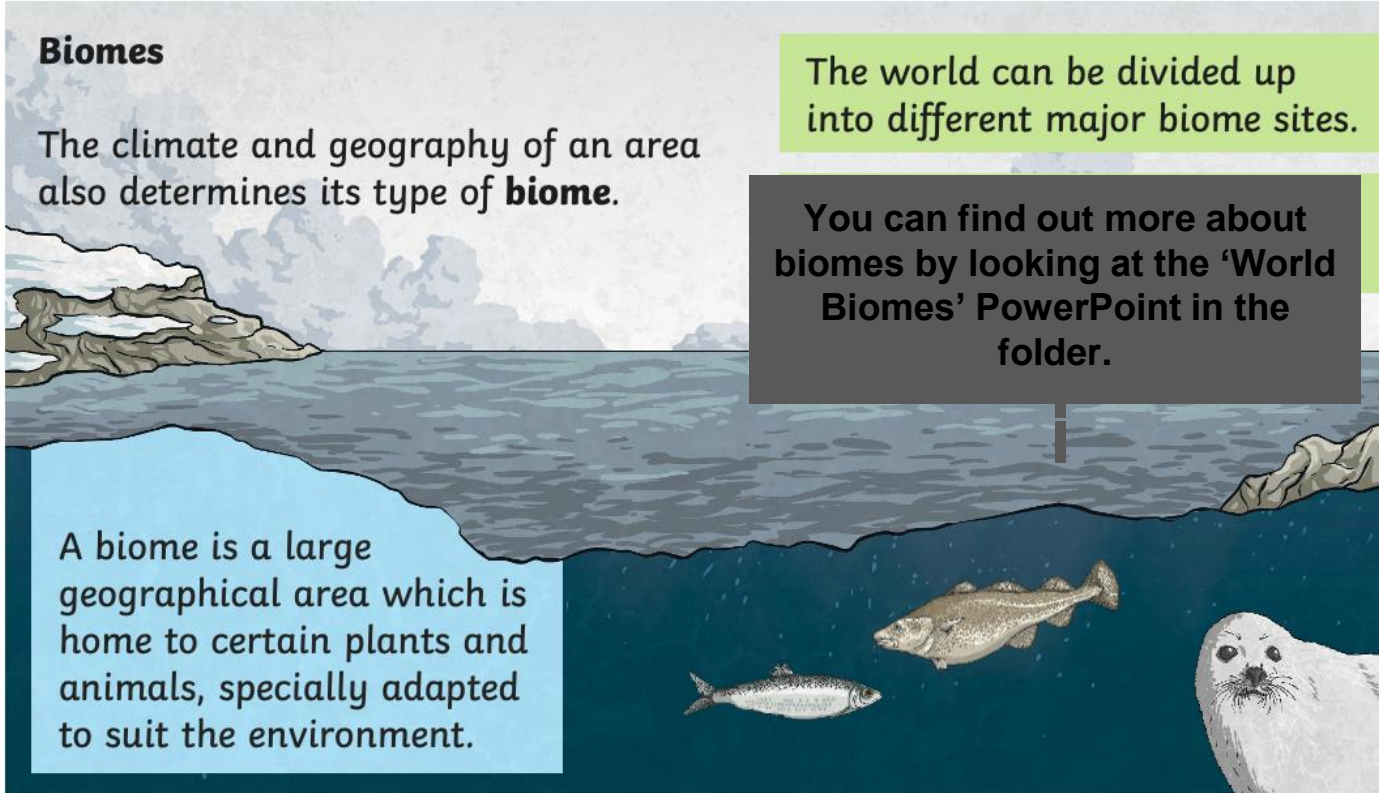 Biomes
The climate and geography of an area
also determines its type of biome.
The world can be divided up
into different major biome sites.
You can find out more about
biomes by looking at the ‘World
Biomes’ PowerPoint in the
folder.
A biome is a large
geographical area which is
home to certain plants and
animals, specially adapted
to suit the environment.